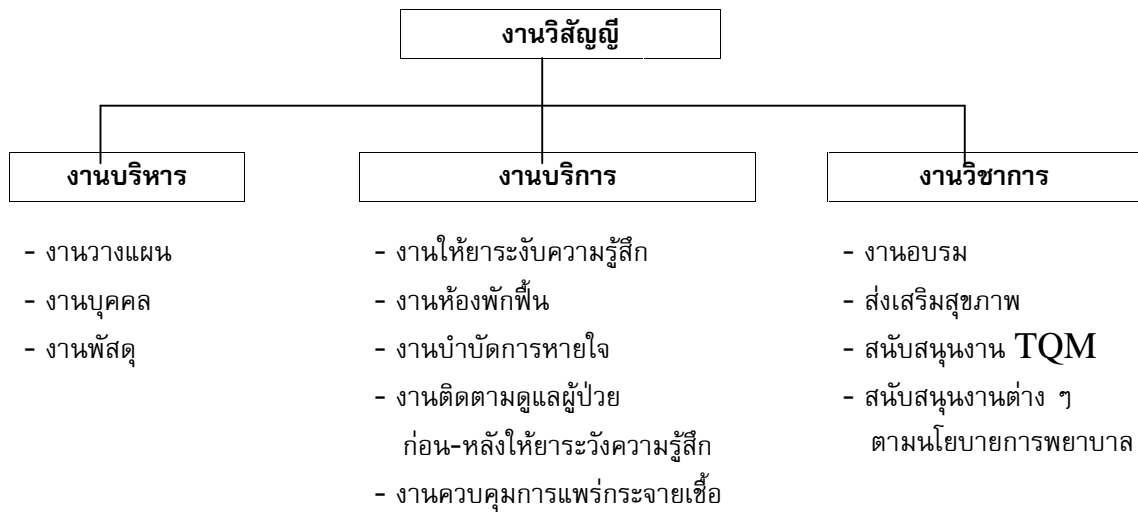 งานวิสัญญี
งานบริหาร
- งานวางแผน
- งานบุคคล
- งานพัสดุ
งานบริการ
- งานให้ยาระงับความรู้สึก
- งานห้องพักฟื้น
- งานบำบัดการหายใจ
- งานติดตามดูแลผู้ป่วย
ก่อน-หลังให้ยาระวังความรู้สึก
- งานควบคุมการแพร่กระจายเชื้อ
งานวิชาการ
- งานอบรม
- ส่งเสริมสุขภาพ
- สนับสนุนงาน TQM
- สนับสนุนงานต่าง ๆ
ตามนโยบายการพยาบาล